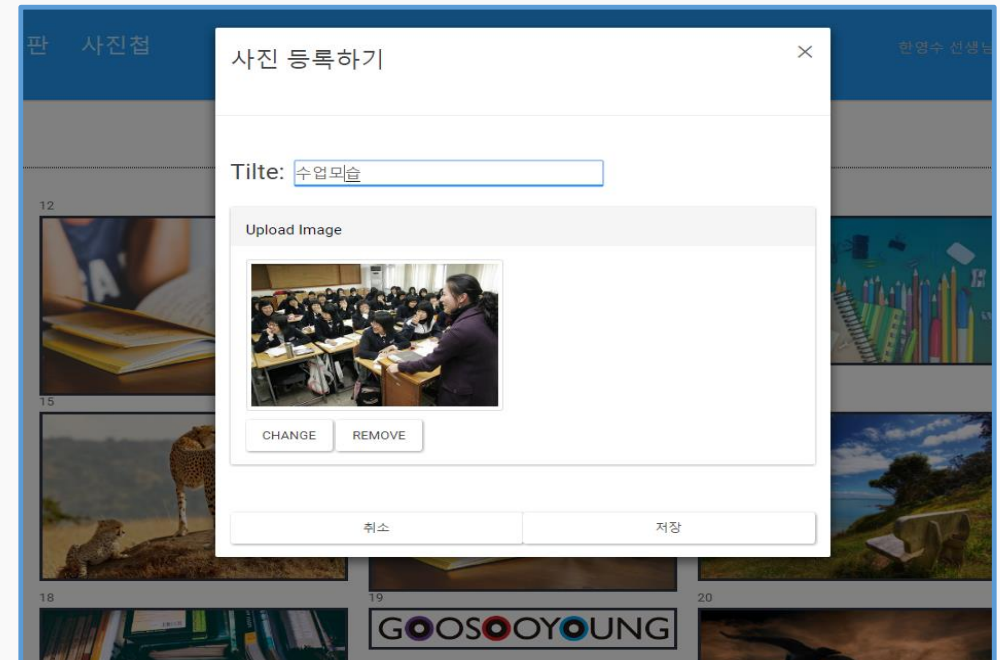 판 사진첩
한영수 선생님
사진 등록하기
Tilte: 수업모습
Upload Image
CHANGE REMOVE
취소 저장
12
15
18
19
20
GOOSOOYOUNG